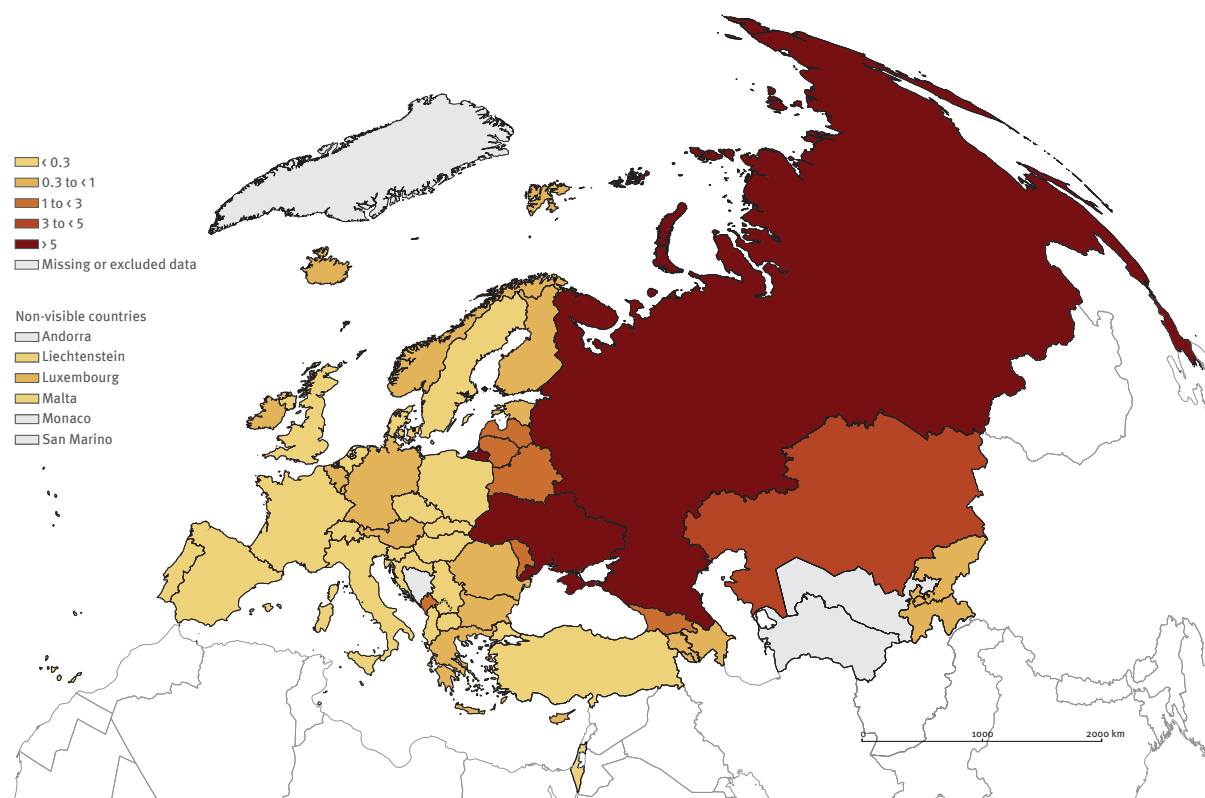 < 0.3
0.3 to < 1
1 to < 3
3 to < 5
> 5
Missing or excluded data
Non-visible countries
Andorra
Liechtenstein
Luxembourg
Malta
Monaco
San Marino
0 1000 2000 km